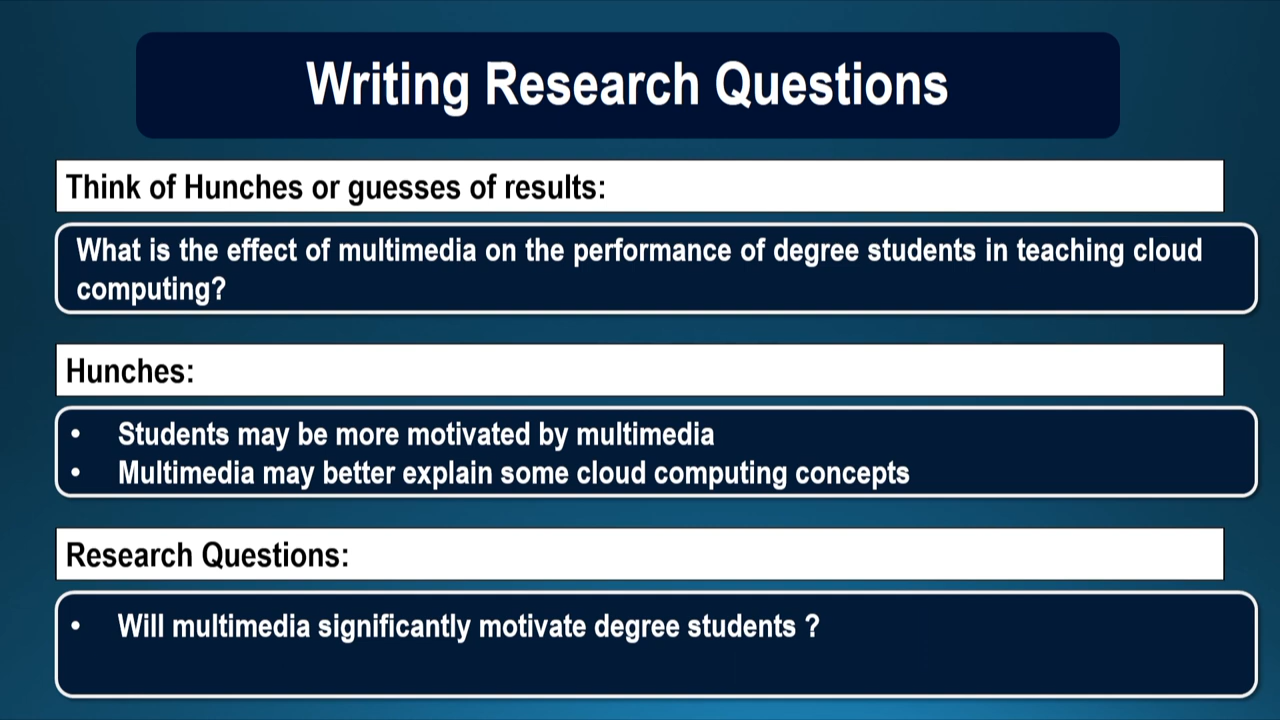 Writing Research Questions
Think of Hunches or guesses of results:
What is the effect of multimedia on the performance of degree students in teaching cloud
computing?
Hunches:
• Students may be more motivated by multimedia
• Multimedia may better explain some cloud computing concepts
Research Questions:
• Will multimedia significantly motivate degree students ?